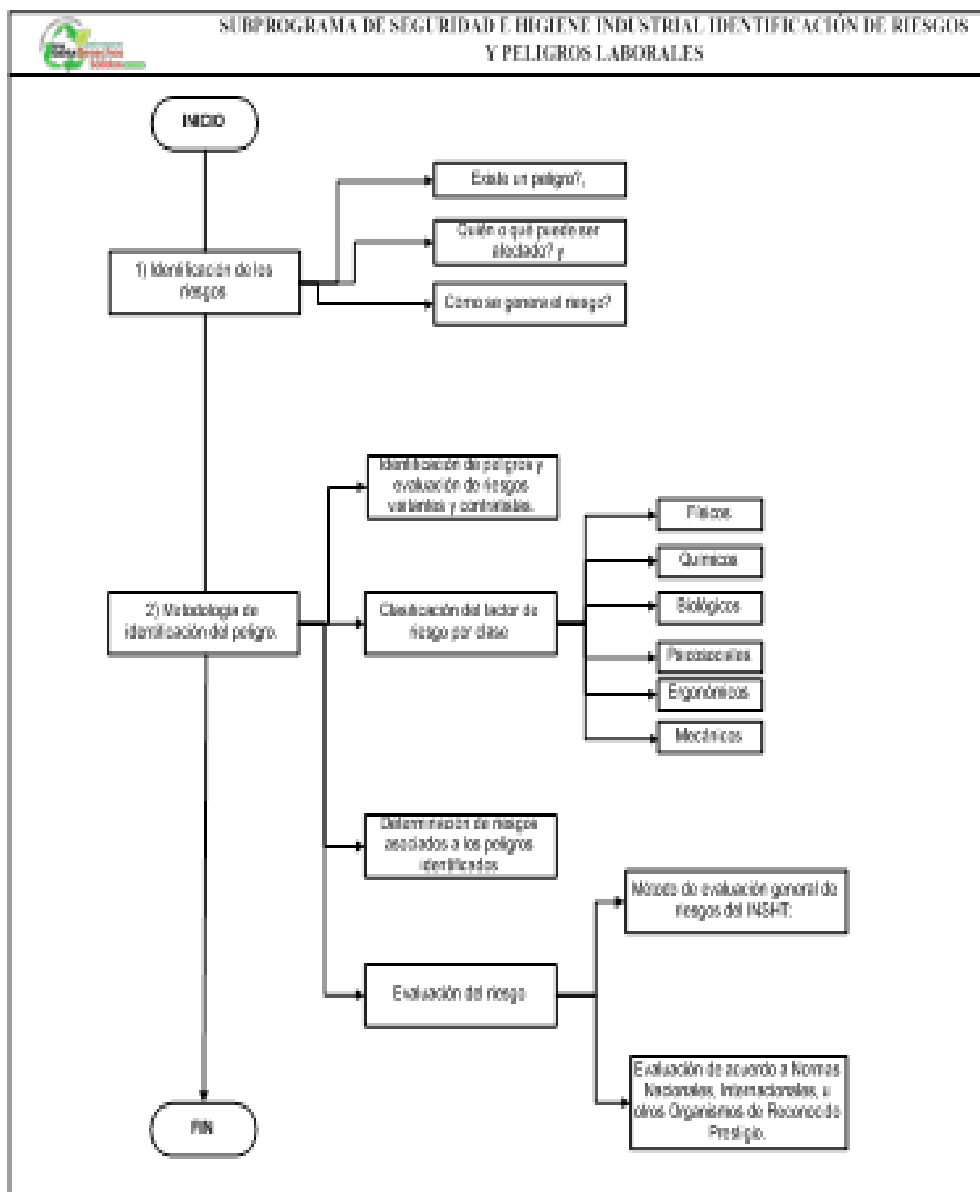 SUBPROGRAMA DE SEGURIDAD E HIGIENE INDUSTRIAL IDENTIFICACIÓN DE RIESGOS
Y PELIGROS LABORALES
INICIO
Existe un peligro?,
Quién o qué puede ser
afectado? y
1) Identificación de los
riesgos
Cómo se genera el riesgo?
Identificación de peligros y
evaluación de riesgos
visitantes y contratistas.
Físicos
Químicos
2) Metodología de
identificación del peligro.
Clasificación del factor de
riesgo por clase
Biológicos
Psicosociales
Ergonómicos
Mecánicos
Determinación de riesgos
asociados a los peligros
identificados
Método de evaluación general de
riesgos del INSHT:
Evaluación del riesgo
Evaluación de acuerdo a Normas
Nacionales, Internacionales, u
otros Organismos de Reconocido
Prestigio.
FIN